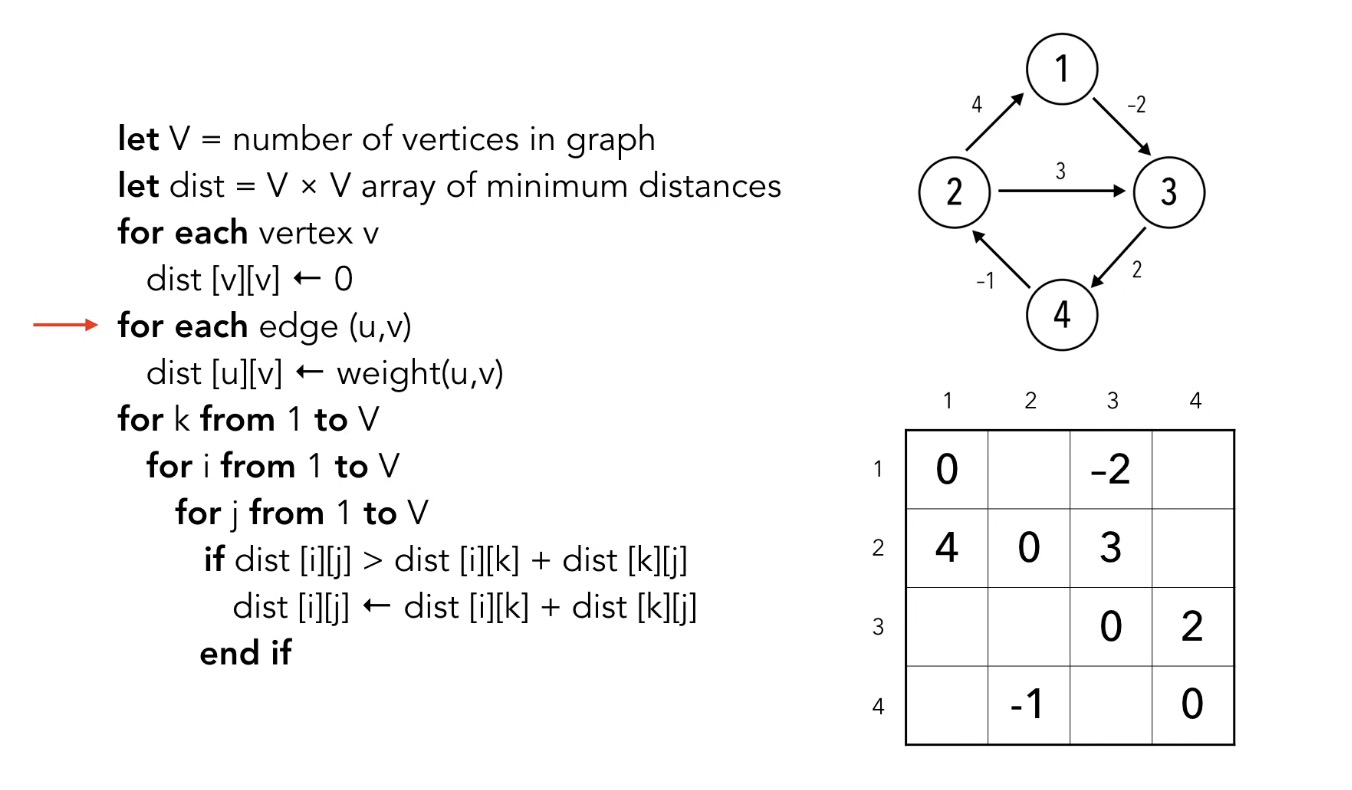 let V = number of vertices in graph
let dist = V × V array of minimum distances
for each vertex v
dist [v][v] ← 0
for each edge (u,v)
dist [u][v] ← weight(u,v)
for k from 1 to V
for i from 1 to V
for j from 1 to V
if dist [i][j] > dist [i][k] + dist [k][j]
dist [i][j] ← dist [i][k] + dist [k][j]
end if
1
4 -2
3
2 3
-1 2
4
1 2 3 4
1 0 -2
2 4 0 3
3 0 2
4 -1 0